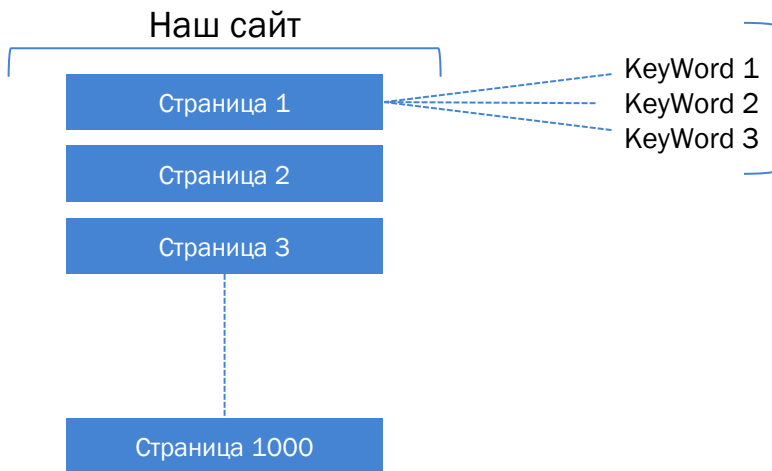 Наш сайт
Страница 1
KeyWord 1
KeyWord 2
KeyWord 3
Страница 2
Страница 3
Страница 1000